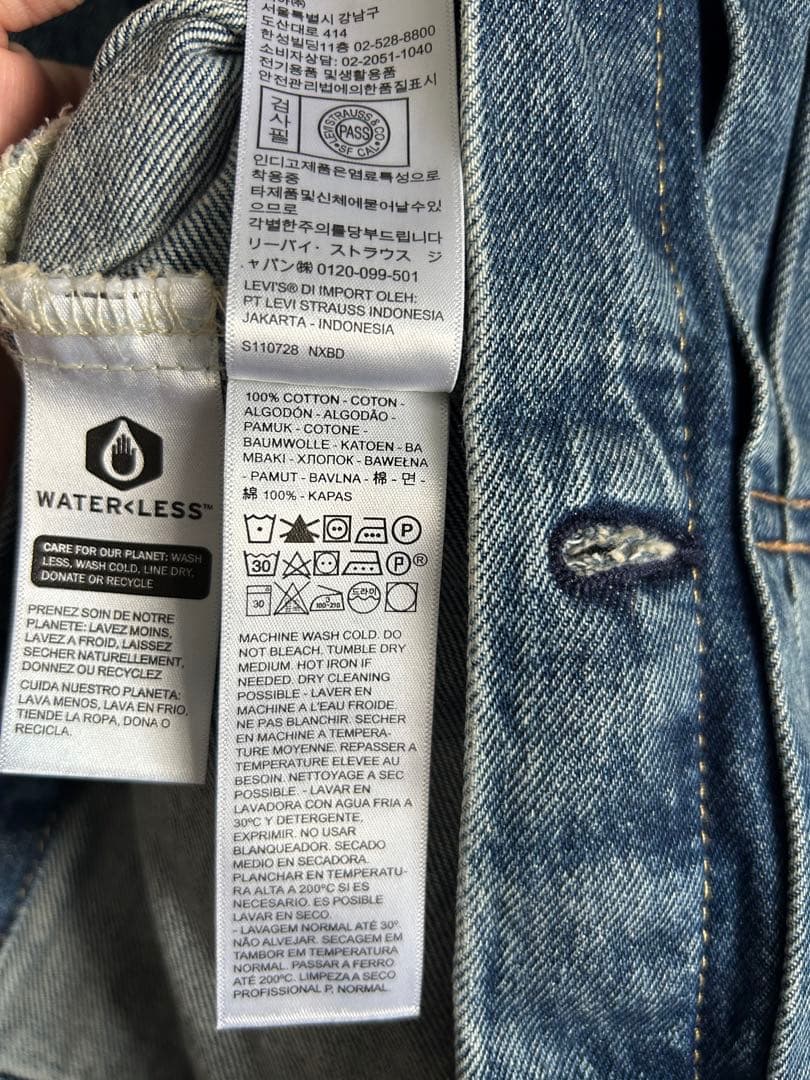 서울특별시 강남구
도산대로 414
한성빌딩11층 02-528-8800
소비자상담: 02-2051-1040
전기용품 및생활용품
안전관리법에의한품질표시
검사필
LEVI STRAUSS & CO
PASS
SF CAL
인디고제품은염료특성으로
착용중
타제품및신체에묻어날수있
으므로
각별한주의를당부드립니다
リーバイ・ストラウス ジ
ャパン㈱ 0120-099-501
LEVI'S® DI IMPORT OLEH:
PT LEVI STRAUSS INDONESIA
JAKARTA - INDONESIA
S110728 NXBD
WATER<LESS™
CARE FOR OUR PLANET: WASH
LESS, WASH COLD, LINE DRY,
DONATE OR RECYCLE
PRENEZ SOIN DE NOTRE
PLANETE: LAVEZ MOINS,
LAVEZ A FROID, LAISSEZ
SECHER NATURELLEMENT,
DONNEZ OU RECYCLEZ
CUIDA NUESTRO PLANETA:
LAVA MENOS, LAVA EN FRIO,
TIENDE LA ROPA, DONA O
RECICLA.
100% COTTON - COTON -
ALGODÓN - ALGODÃO -
PAMUK - COTONE -
BAUMWOLLE - KATOEN - BA
MBAKI - ХЛОПОК - BAWEŁNA
- PAMUT - BAVLNA - 棉 - 면 -
綿 100% - KAPAS
P
30 P ®
30 3 100-210 드라이
MACHINE WASH COLD. DO
NOT BLEACH. TUMBLE DRY
MEDIUM. HOT IRON IF
NEEDED. DRY CLEANING
POSSIBLE - LAVER EN
MACHINE A L'EAU FROIDE.
NE PAS BLANCHIR. SECHER
EN MACHINE A TEMPERA-
TURE MOYENNE. REPASSER A
TEMPERATURE ELEVEE AU
BESOIN. NETTOYAGE A SEC
POSSIBLE. - LAVAR EN
LAVADORA CON AGUA FRIA A
30ºC Y DETERGENTE,
EXPRIMIR. NO USAR
BLANQUEADOR. SECADO
MEDIO EN SECADORA.
PLANCHAR EN TEMPERATU-
RA ALTA A 200ºC SI ES
NECESARIO. ES POSIBLE
LAVAR EN SECO.
- LAVAGEM NORMAL ATÉ 30º.
NÃO ALVEJAR. SECAGEM EM
TAMBOR EM TEMPERATURA
NORMAL. PASSAR A FERRO
ATÉ 200ºC. LIMPEZA A SECO
PROFISSIONAL P. NORMAL.